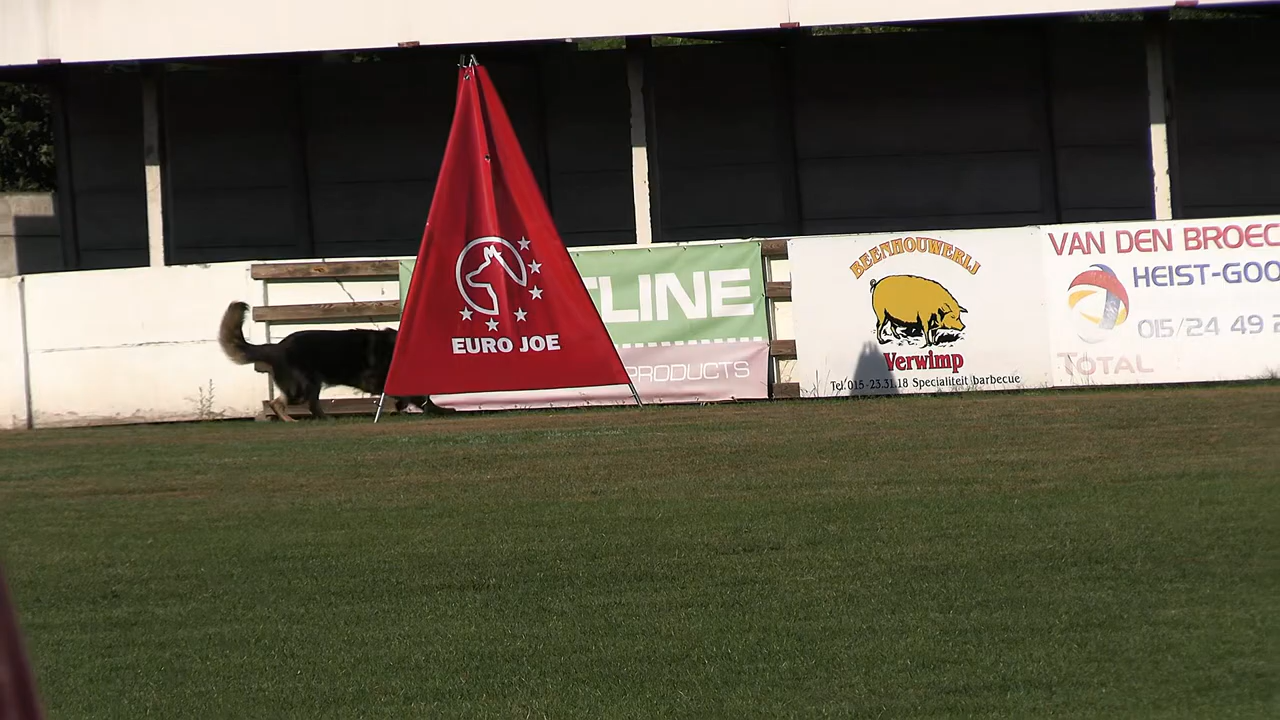 EURO JOE
LINE
PRODUCTS
BEENHOUWERIJ
Verwimp
Tel.015-23.31.18 Specialiteit barbecue
VAN DEN BROEC
HEIST-GOO
015/24 49 2
TOTAL